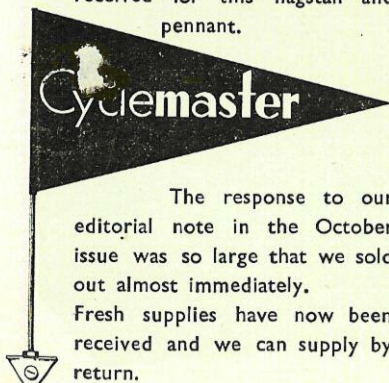 received for this flagstaff and
pennant.
Cyclemaster
The response to our
editorial note in the October
issue was so large that we sold
out almost immediately.
Fresh supplies have now been
received and we can supply by
return.